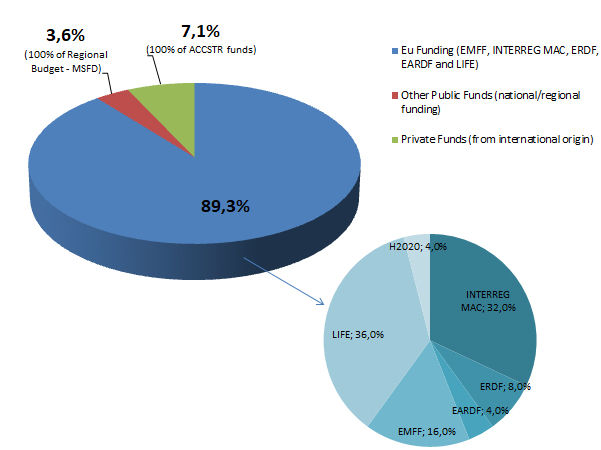 3,6%
(100% of Regional
Budget - MSFD)
7,1%
(100% of ACCSTR funds)
89,3%
Eu Funding (EMFF, INTERREG MAC, ERDF,
EARDF and LIFE)
Other Public Funds (national/regional
funding)
Private Funds (from international origin)
H2020; 4,0%
INTERREG
MAC; 32,0%
LIFE; 36,0%
ERDF; 8,0%
EARDF; 4,0%
EMFF; 16,0%